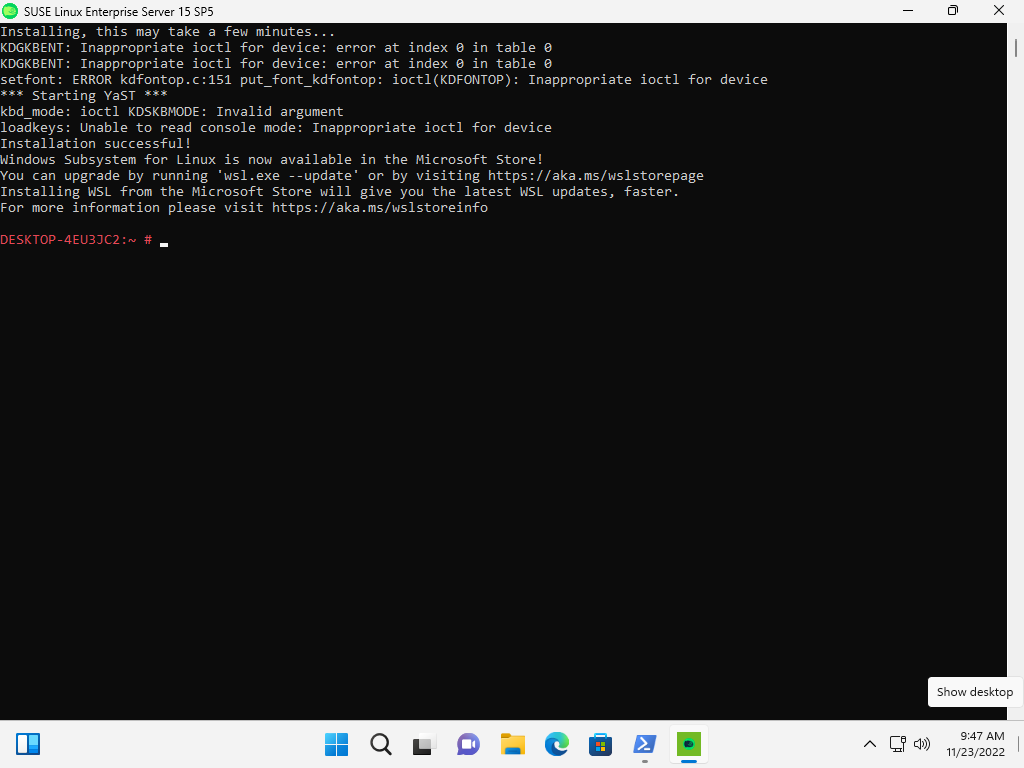 SUSE Linux Enterprise Server 15 SP5
Installing, this may take a few minutes...
KDGKBENT: Inappropriate ioctl for device: error at index 0 in table 0
KDGKBENT: Inappropriate ioctl for device: error at index 0 in table 0
setfont: ERROR kdfontop.c:151 put_font_kdfontop: ioctl(KDFONTOP): Inappropriate ioctl for device
*** Starting YaST ***
kbd_mode: ioctl KDSKBMODE: Invalid argument
loadkeys: Unable to read console mode: Inappropriate ioctl for device
Installation successful!
Windows Subsystem for Linux is now available in the Microsoft Store!
You can upgrade by running 'wsl.exe --update' or by visiting https://aka.ms/wslstorepage
Installing WSL from the Microsoft Store will give you the latest WSL updates, faster.
For more information please visit https://aka.ms/wslstoreinfo
DESKTOP-4EU3JC2:~ #
Show desktop
9:47 AM
11/23/2022